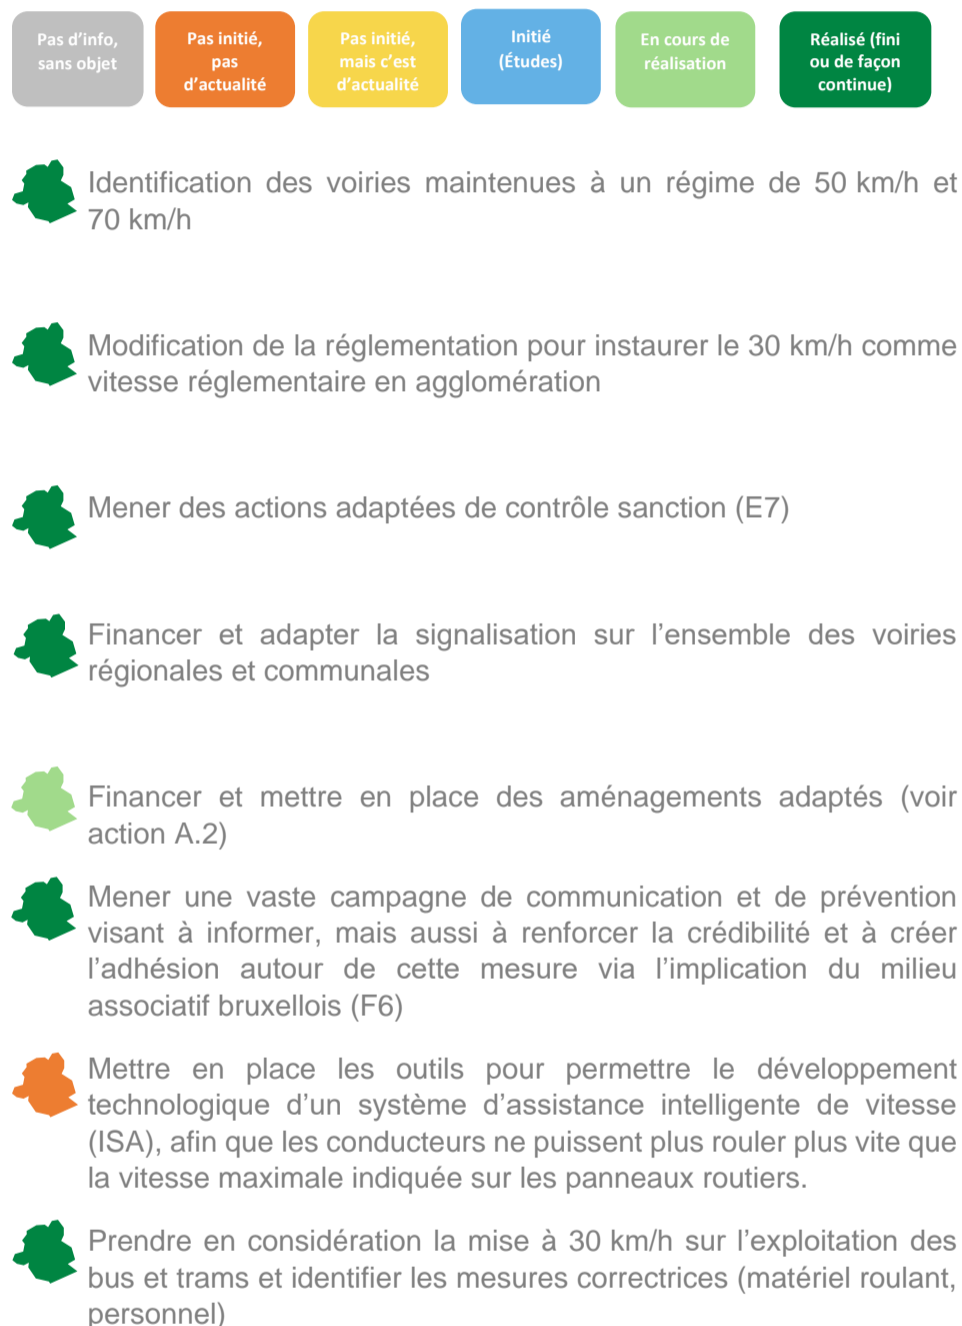 Pas d’info,
sans objet
Pas initié,
pas
d’actualité
Pas initié,
mais c’est
d’actualité
Initié
(Études)
En cours de
réalisation
Réalisé (fini
ou de façon
continue)
Identification des voiries maintenues à un régime de 50 km/h et
70 km/h
Modification de la réglementation pour instaurer le 30 km/h comme
vitesse réglementaire en agglomération
Mener des actions adaptées de contrôle sanction (E7)
Financer et adapter la signalisation sur l’ensemble des voiries
régionales et communales
Financer et mettre en place des aménagements adaptés (voir
action A.2)
Mener une vaste campagne de communication et de prévention
visant à informer, mais aussi à renforcer la crédibilité et à créer
l’adhésion autour de cette mesure via l’implication du milieu
associatif bruxellois (F6)
Mettre en place les outils pour permettre le développement
technologique d’un système d’assistance intelligente de vitesse
(ISA), afin que les conducteurs ne puissent plus rouler plus vite que
la vitesse maximale indiquée sur les panneaux routiers.
Prendre en considération la mise à 30 km/h sur l’exploitation des
bus et trams et identifier les mesures correctrices (matériel roulant,
personnel)